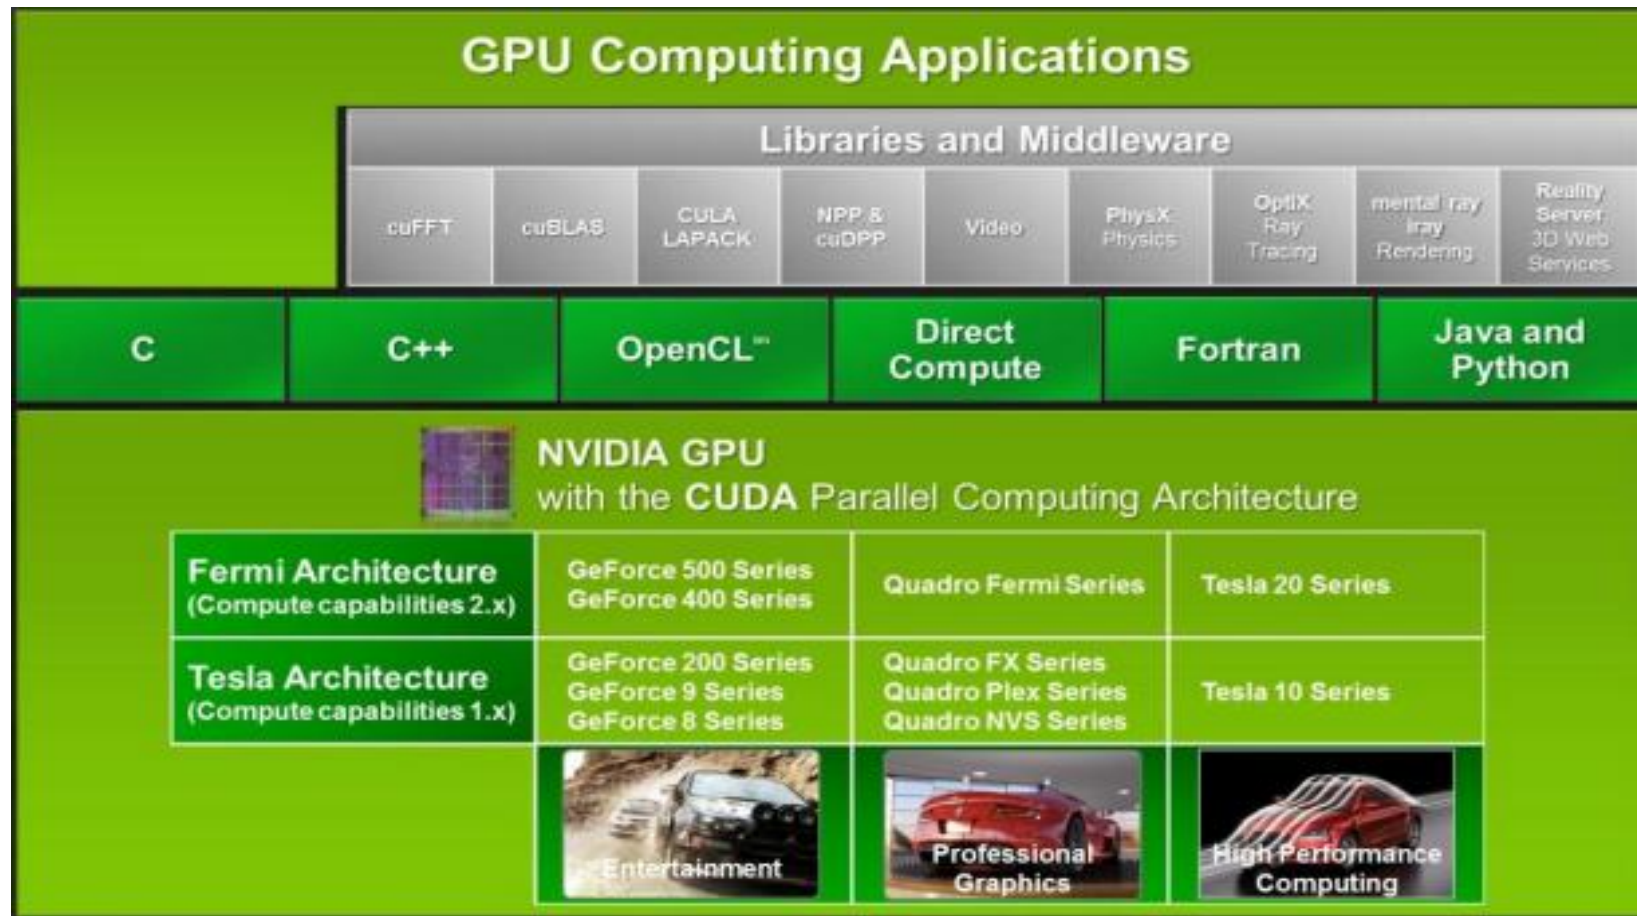 GPU Computing Applications
Libraries and Middleware
cuFFT
cuBLAS
CULA
LAPACK
NPP &
cuDPP
Video
PhysX
Physics
OptiX
Ray
Tracing
mental ray
iray
Rendering
Reality
Server
3D Web
Services
C
C++
OpenCL℠
Direct
Compute
Fortran
Java and
Python
NVIDIA GPU
with the CUDA Parallel Computing Architecture
Fermi Architecture
(Compute capabilities 2.x)
GeForce 500 Series
GeForce 400 Series
Quadro Fermi Series
Tesla 20 Series
Tesla Architecture
(Compute capabilities 1.x)
GeForce 200 Series
GeForce 9 Series
GeForce 8 Series
Quadro FX Series
Quadro Plex Series
Quadro NVS Series
Tesla 10 Series
Entertainment
Professional
Graphics
High Performance
Computing